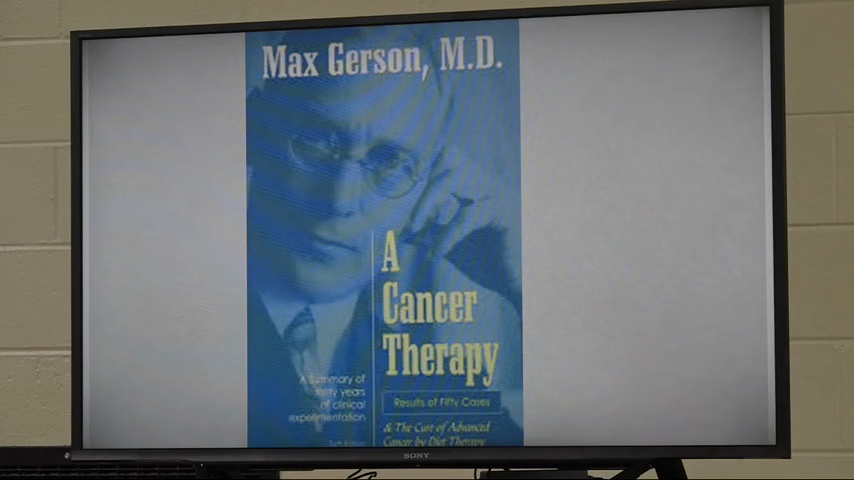 Max Gerson, M.D.
A
Cancer
Therapy
A Summary of
thirty years
of clinical
experimentation
Results of Fifty Cases
& The Cure of Advanced
Cancer by Diet Therapy
SONY